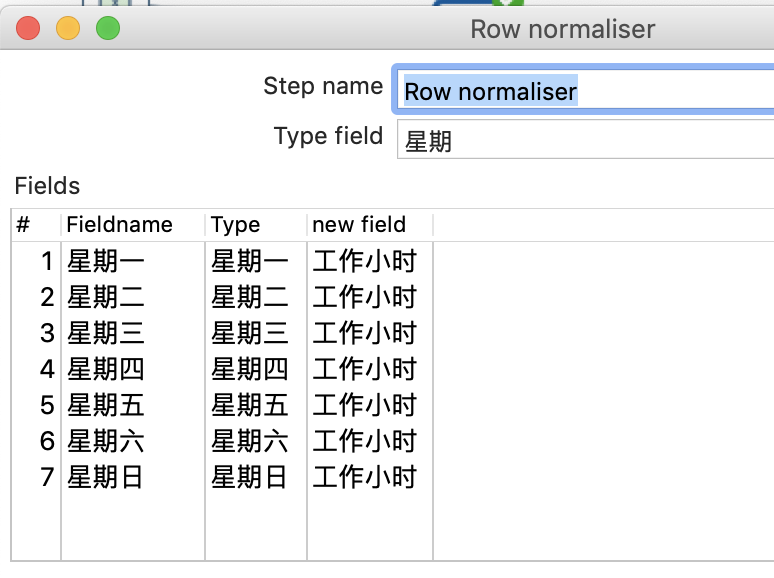 Row normaliser
Step name Row normaliser
Type field 星期
Fields
# Fieldname Type new field
1 星期一 星期一 工作小时
2 星期二 星期二 工作小时
3 星期三 星期三 工作小时
4 星期四 星期四 工作小时
5 星期五 星期五 工作小时
6 星期六 星期六 工作小时
7 星期日 星期日 工作小时